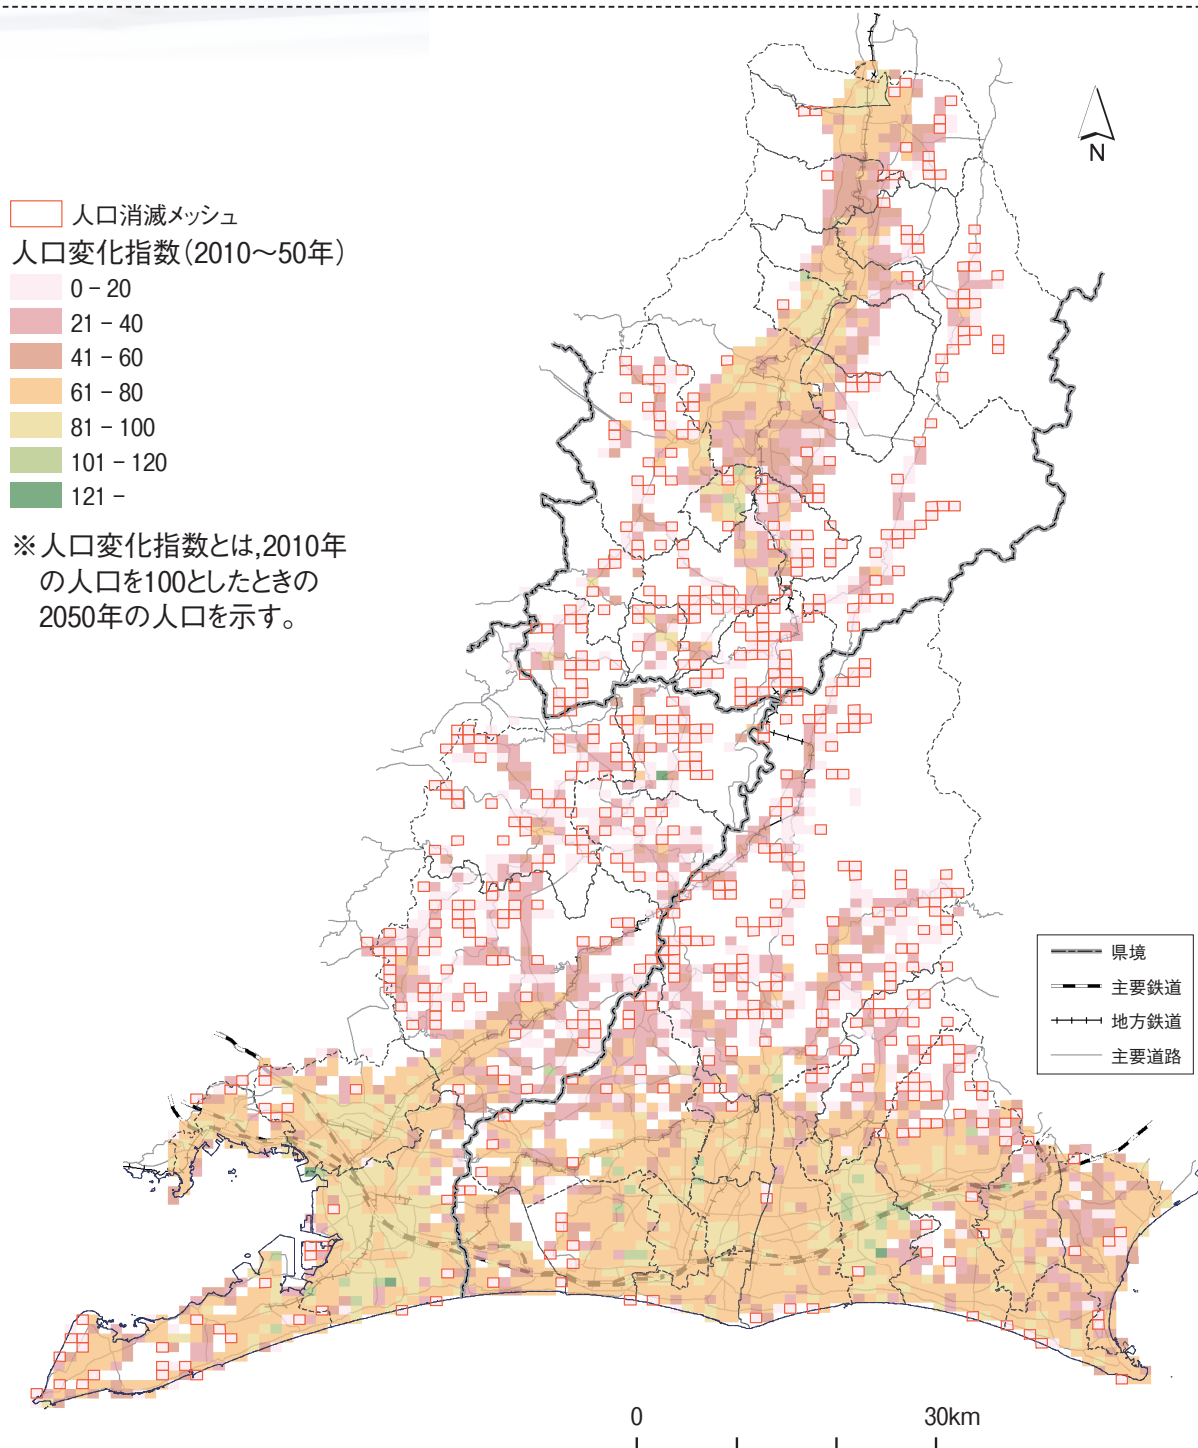 N
人口消滅メッシュ
人口変化指数(2010〜50年)
0 − 20
21 − 40
41 − 60
61 − 80
81 − 100
101 − 120
121 −
※人口変化指数とは,2010年
の人口を100としたときの
2050年の人口を示す。
県境
主要鉄道
地方鉄道
主要道路
0 30km